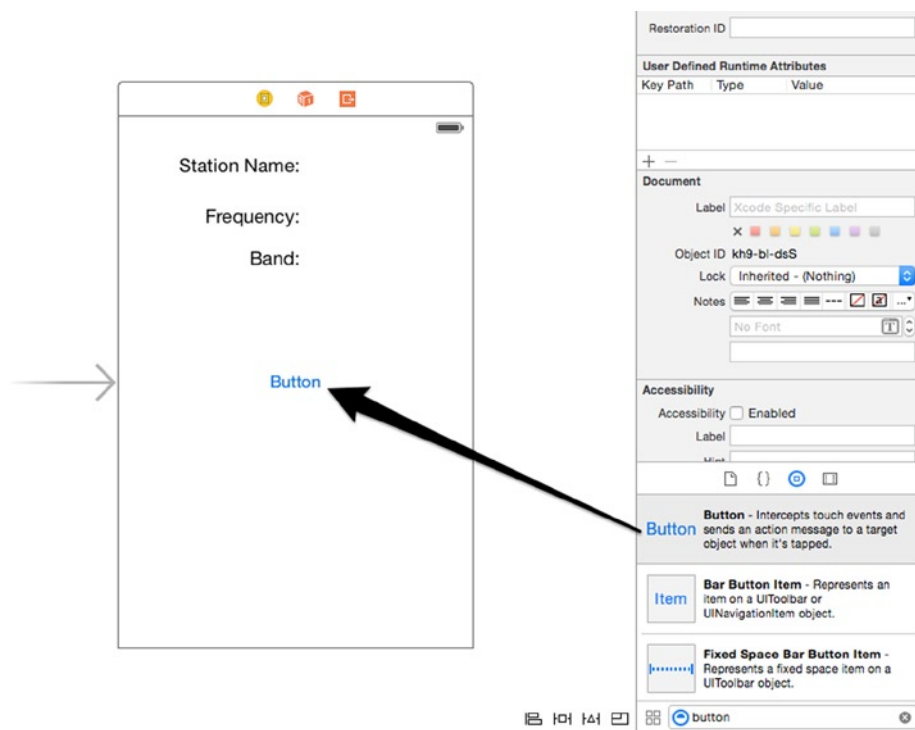 Station Name:
Frequency:
Band:
Button
Restoration ID
User Defined Runtime Attributes
Key Path Type Value
Document
Label Xcode Specific Label
Object ID kh9-bI-dsS
Lock Inherited - (Nothing)
Notes
No Font
Accessibility
Accessibility Enabled
Label
Hint
Button
Button - Intercepts touch events and
sends an action message to a target
object when it's tapped.
Item
Bar Button Item - Represents an
item on a UIToolbar or
UINavigationItem object.
Fixed Space Bar Button Item -
Represents a fixed space item on a
UIToolbar object.
button